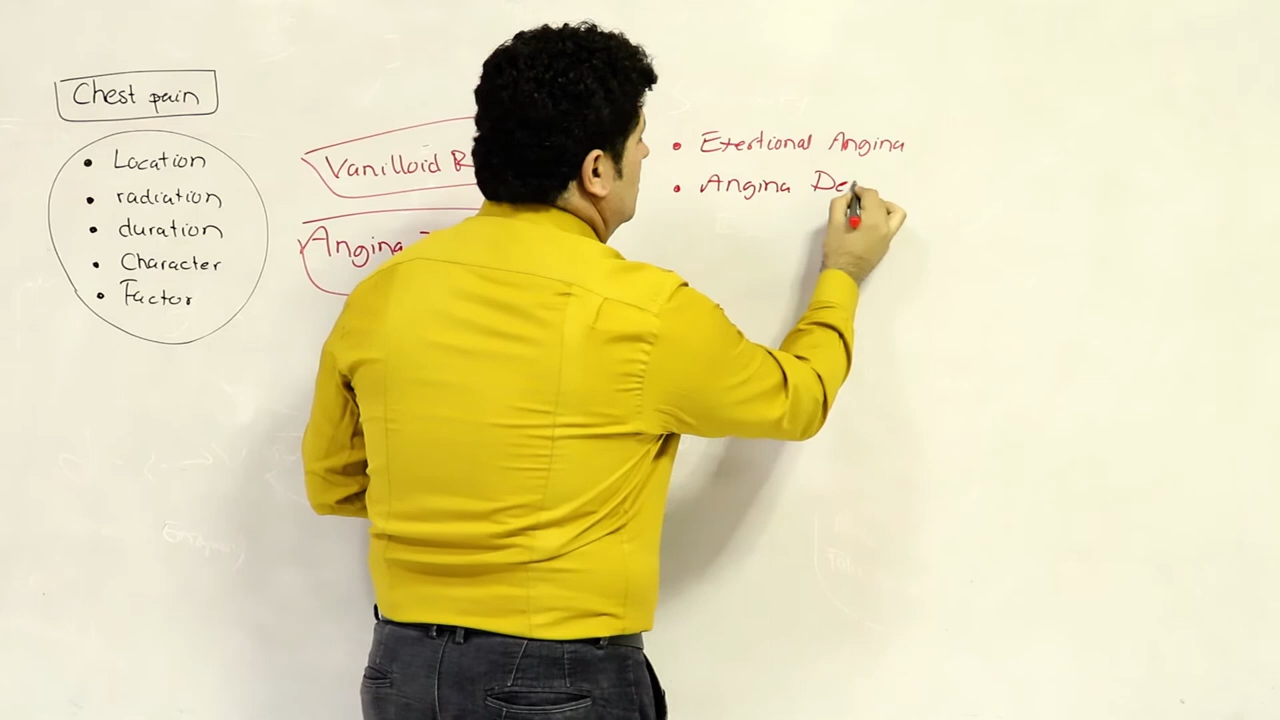 Chest pain
• Location
• radiation
• duration
• Character
• Factor
Vanilloid R
Angina
• Exertional Angina
• Angina De